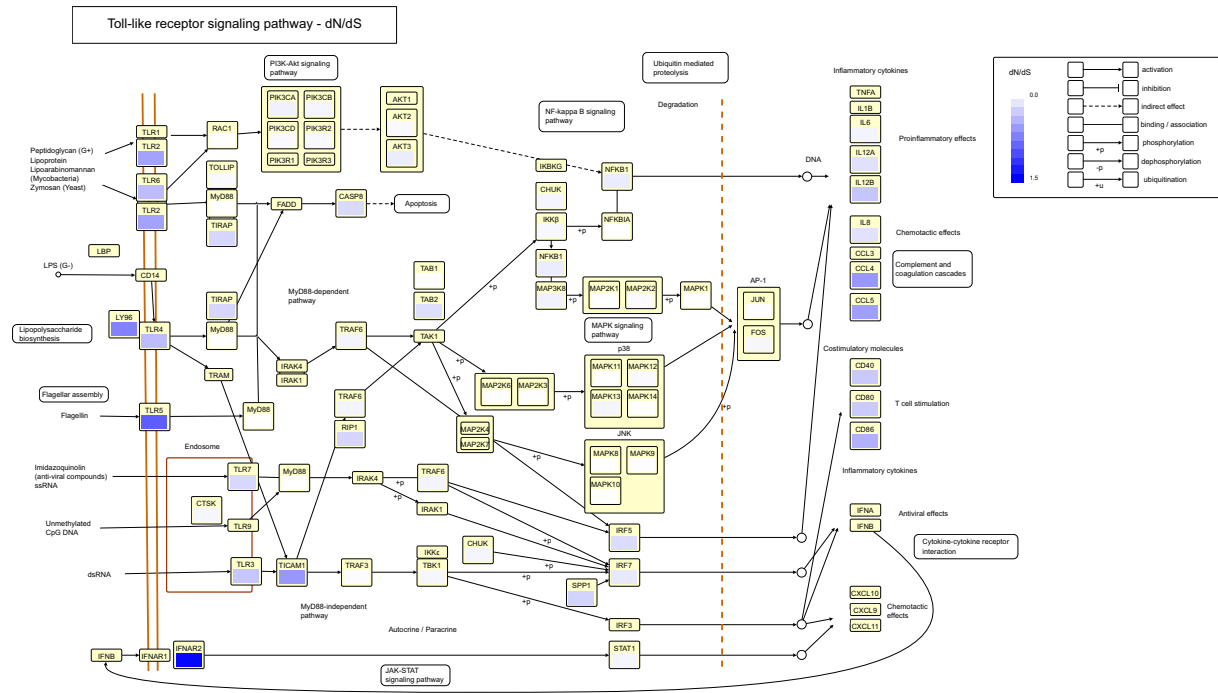 Toll-like receptor signaling pathway - dN/dS
PI3K-Akt signaling
pathway
Ubiquitin mediated
proteolysis
Degradation
NF-kappa B signaling
pathway
Inflammatory cytokines
dN/dS
0.0
1.5
activation
inhibition
indirect effect
binding / association
+p
phosphorylation
-p
dephosphorylation
+u
ubiquitination
Peptidoglycan (G+)
Lipoprotein
Lipoarabinomannan
(Mycobacteria)
Zymosan (Yeast)
TLR1
TLR2
TLR6
TLR2
RAC1
TOLLIP
MyD88
TIRAP
PIK3CA
PIK3CB
PIK3CD
PIK3R2
PIK3R1
PIK3R3
AKT1
AKT2
AKT3
FADD
CASP8
Apoptosis
IKBKG
CHUK
IKKβ
NFKB1
+p
NFKBIA
NFKB1
MAP3K8
DNA
TNFA
IL1B
IL6
IL12A
IL12B
Proinflammatory effects
IL8
Chemotactic effects
CCL3
CCL4
CCL5
Complement and
coagulation cascades
LBP
LPS (G-)
CD14
LY96
TLR4
Lipopolysaccharide
biosynthesis
TIRAP
MyD88
TRAM
MyD88-dependent
pathway
IRAK4
IRAK1
TRAF6
TAB1
TAB2
TAK1
+p
+p
MAP2K1
MAP2K2
+p
MAPK1
MAPK signaling
pathway
AP-1
JUN
FOS
p38
MAPK11
MAPK12
MAPK13
MAPK14
+p
+p
MAP2K6
MAP2K3
+p
+p
MAP2K4
MAP2K7
+p
JNK
MAPK8
MAPK9
MAPK10
Costimulatory molecules
CD40
CD80
CD86
T cell stimulation
Flagellar assembly
Flagellin
TLR5
MyD88
TRAF6
RIP1
Endosome
Imidazoquinolin
(anti-viral compounds)
ssRNA
TLR7
MyD88
IRAK4
+p
+p
TRAF6
IRAK1
CTSK
Unmethylated
CpG DNA
TLR9
dsRNA
TLR3
TICAM1
TRAF3
IKKε
TBK1
CHUK
+p
+p
+p
+p
SPP1
IRF5
IRF7
IRF3
Inflammatory cytokines
IFNA
IFNB
Antiviral effects
Cytokine-cytokine receptor
interaction
CXCL10
CXCL9
CXCL11
Chemotactic
effects
MyD88-independent
pathway
Autocrine / Paracrine
IFNB
IFNAR1
IFNAR2
STAT1
JAK-STAT
signaling pathway